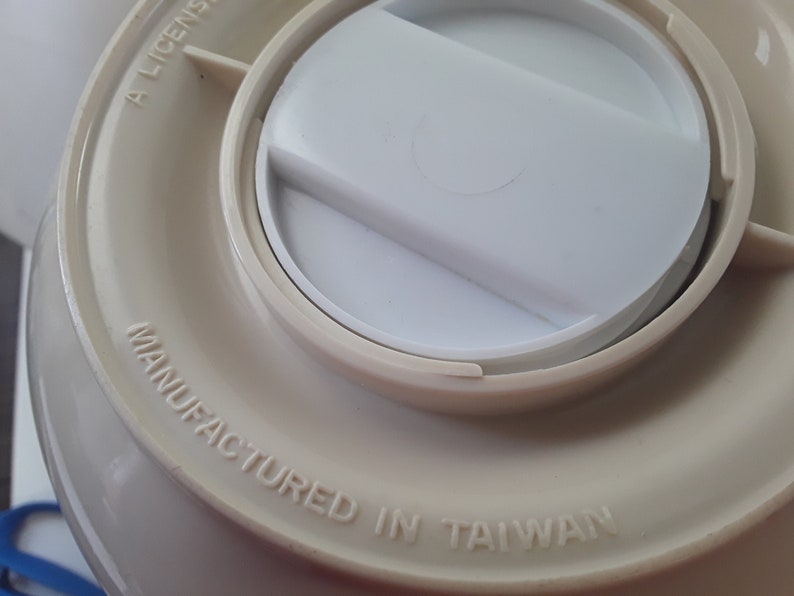 A LICENS
MANUFACTURED IN TAIWAN